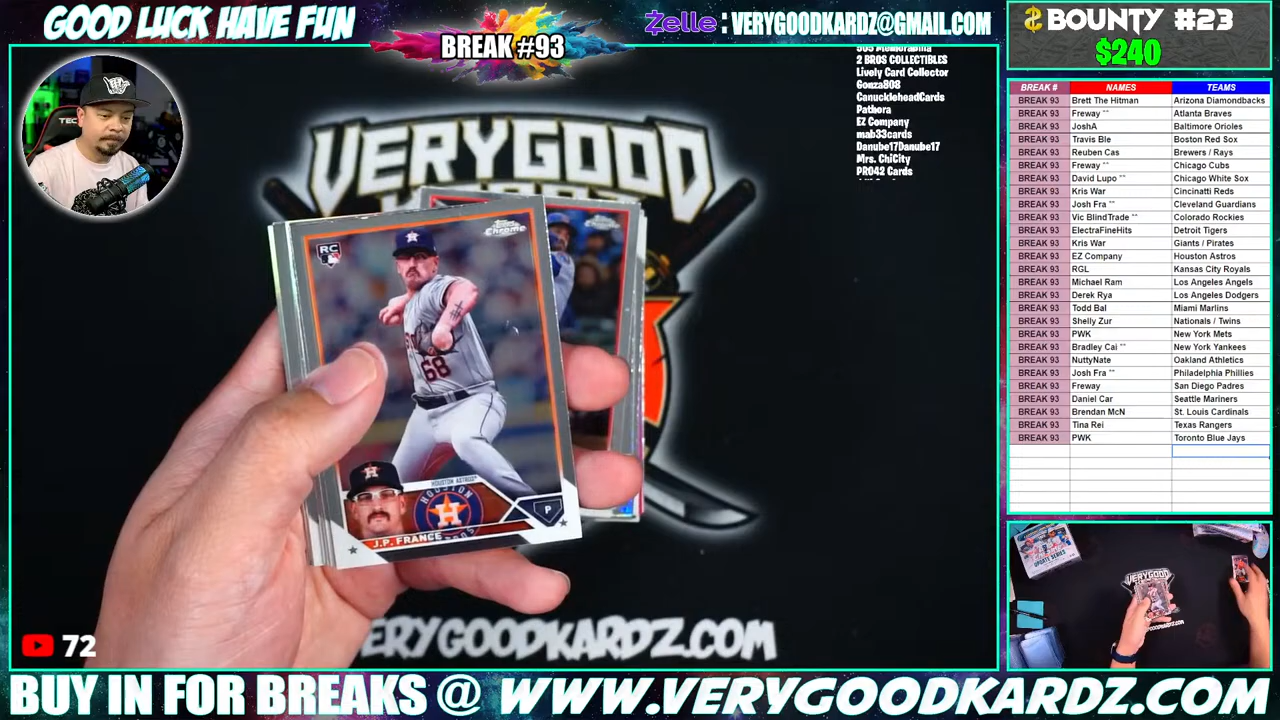 GOOD LUCK HAVE FUN
BREAK #93
Zelle : VERYGOODKARDZ@GMAIL.COM
$ BOUNTY #23
$240
2 BROS COLLECTIBLES
Lively Card Collector
Gonza808
CanuckleheadCards
Pathora
EZ Company
mab33cards
Danube17Danube17
Mrs. ChiCity
PRO42 Cards
BREAK # NAMES TEAMS
BREAK 93 Brett The Hitman Arizona Diamondbacks
BREAK 93 Freway ** Atlanta Braves
BREAK 93 JoshA Baltimore Orioles
BREAK 93 Travis Ble Boston Red Sox
BREAK 93 Reuben Cas Brewers / Rays
BREAK 93 Freway ** Chicago Cubs
BREAK 93 David Lupo ** Chicago White Sox
BREAK 93 Kris War Cincinatti Reds
BREAK 93 Josh Fra ** Cleveland Guardians
BREAK 93 Vic BlindTrade ** Colorado Rockies
BREAK 93 ElectraFineHits Detroit Tigers
BREAK 93 Kris War Giants / Pirates
BREAK 93 EZ Company Houston Astros
BREAK 93 RGL Kansas City Royals
BREAK 93 Michael Ram Los Angeles Angels
BREAK 93 Derek Rya Los Angeles Dodgers
BREAK 93 Todd Bal Miami Marlins
BREAK 93 Shelly Zur Nationals / Twins
BREAK 93 PWK New York Mets
BREAK 93 Bradley Cai ** New York Yankees
BREAK 93 NuttyNate Oakland Athletics
BREAK 93 Josh Fra ** Philadelphia Phillies
BREAK 93 Freway San Diego Padres
BREAK 93 Daniel Car Seattle Mariners
BREAK 93 Brendan McN St. Louis Cardinals
BREAK 93 Tina Rei Texas Rangers
BREAK 93 PWK Toronto Blue Jays
VERYGOOD
Topps Chrome
RC
68
HOUSTON ASTROS
HOUSTON
H
P
J.P. FRANCE
ERYGOODKARDZ.COM
72
UPDATE SERIES
VERYGOOD
BUY IN FOR BREAKS @ WWW.VERYGOODKARDZ.COM